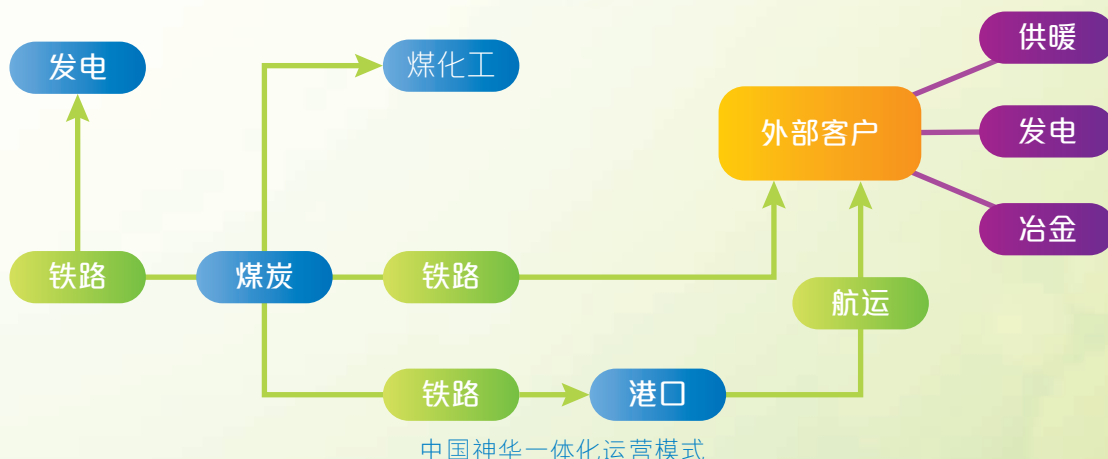 供暖
发电
煤化工
外部客户
发电
冶金
铁路
煤炭
铁路
航运
铁路
港口
中国神华一体化运营模式